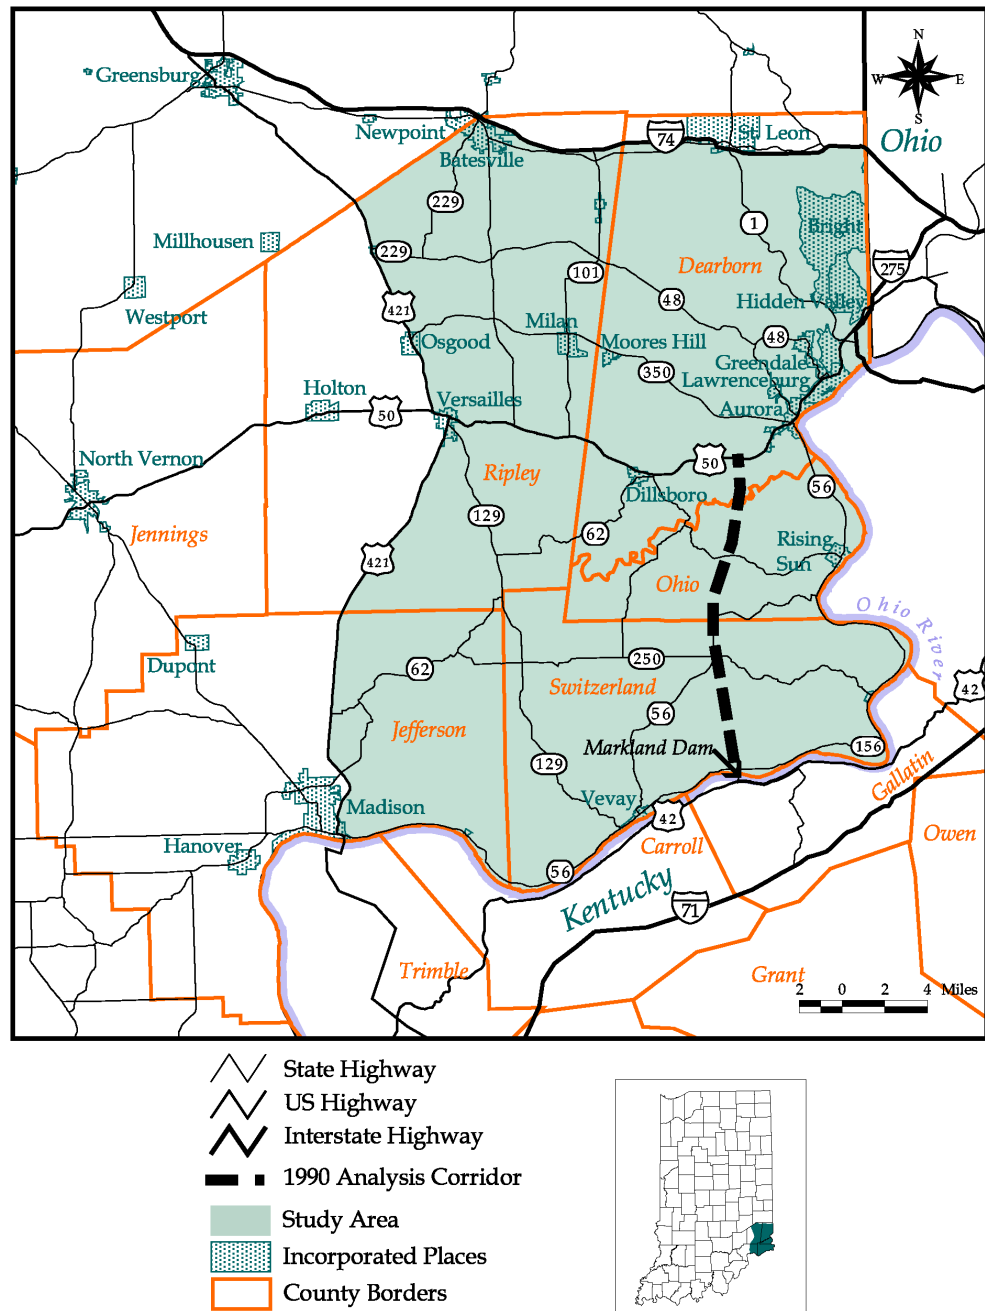 N
W E
S
Greensburg
Ohio
Newpoint
St. Leon
74
Batesville
229
1
Bright
Millhousen
229
Dearborn
275
101
Westport
421
48
Hidden Valley
Milan
48
Osgood
Moores Hill
Greendale
350
Lawrenceburg
Holton
Versailles
Aurora
50
North Vernon
50
Ripley
Dillsboro
56
129
Jennings
62
Rising
Sun
421
Ohio
Ohio River
Dupont
62
250
Switzerland
42
56
Jefferson
Markland Dam
156
129
Gallatin
Vevay
Madison
42
Owen
Hanover
Carroll
56
Kentucky
71
Trimble
Grant
2 0 2 4 Miles
State Highway
US Highway
Interstate Highway
1990 Analysis Corridor
Study Area
Incorporated Places
County Borders